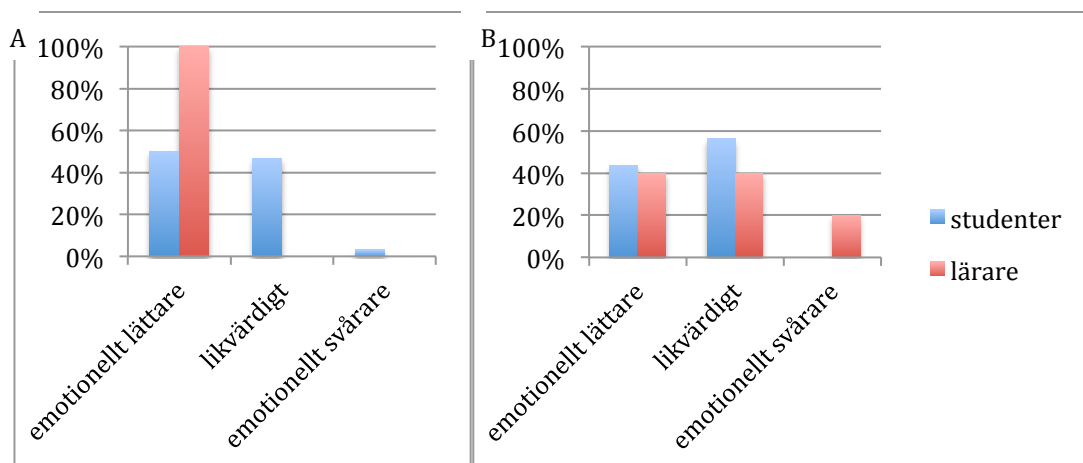 A
100%
80%
60%
40%
20%
0%
emotionellt lättare
likvärdigt
emotionellt svårare
B
100%
80%
60%
40%
20%
0%
emotionellt lättare
likvärdigt
emotionellt svårare
studenter
lärare